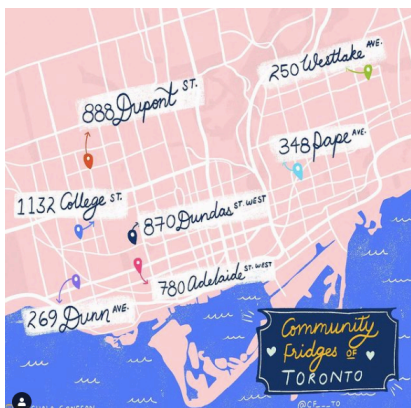 250 Westlake AVE.
888 Dupont ST.
348 Pape AVE.
1132 College ST.
870 Dundas ST. WEST
780 Adelaide ST. WEST
269 Dunn AVE.
Community
Fridges OF
TORONTO